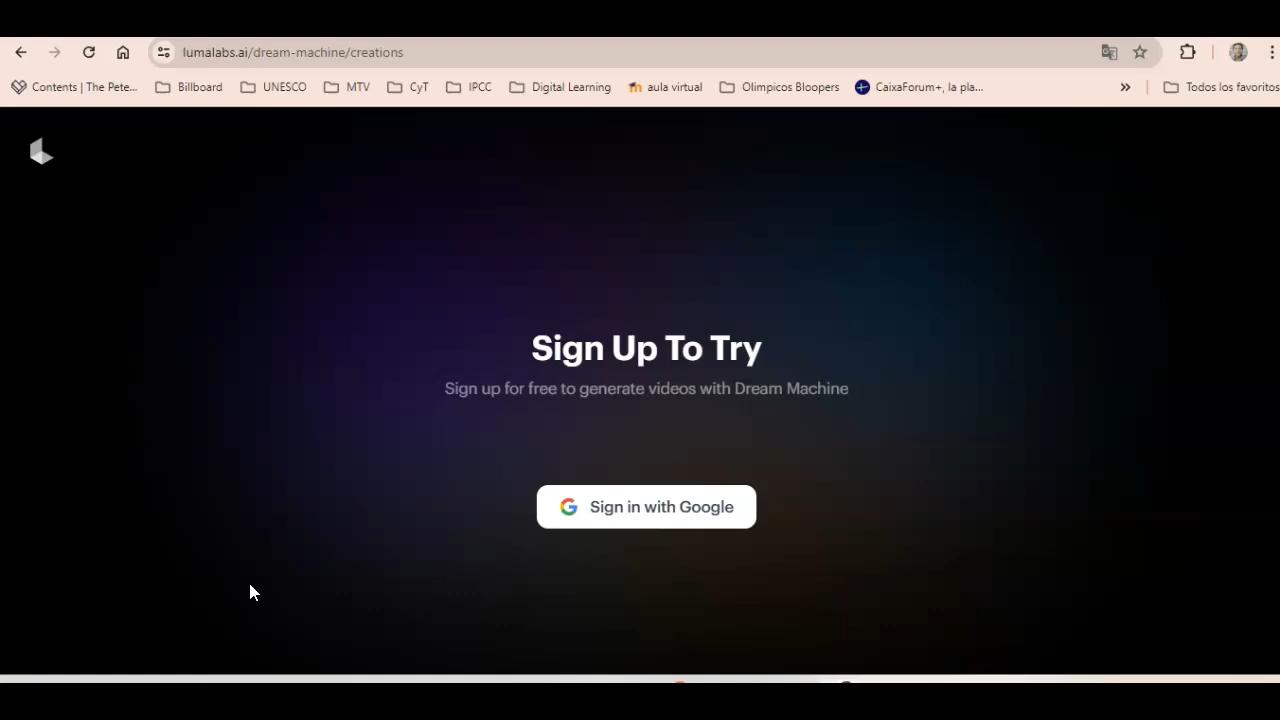 lumalabs.ai/dream-machine/creations
Contents | The Pete... Billboard UNESCO MTV CyT IPCC Digital Learning aula virtual Olimpicos Bloopers CaixaForum+, la pla... » Todos los favoritos
Sign Up To Try
Sign up for free to generate videos with Dream Machine
Sign in with Google